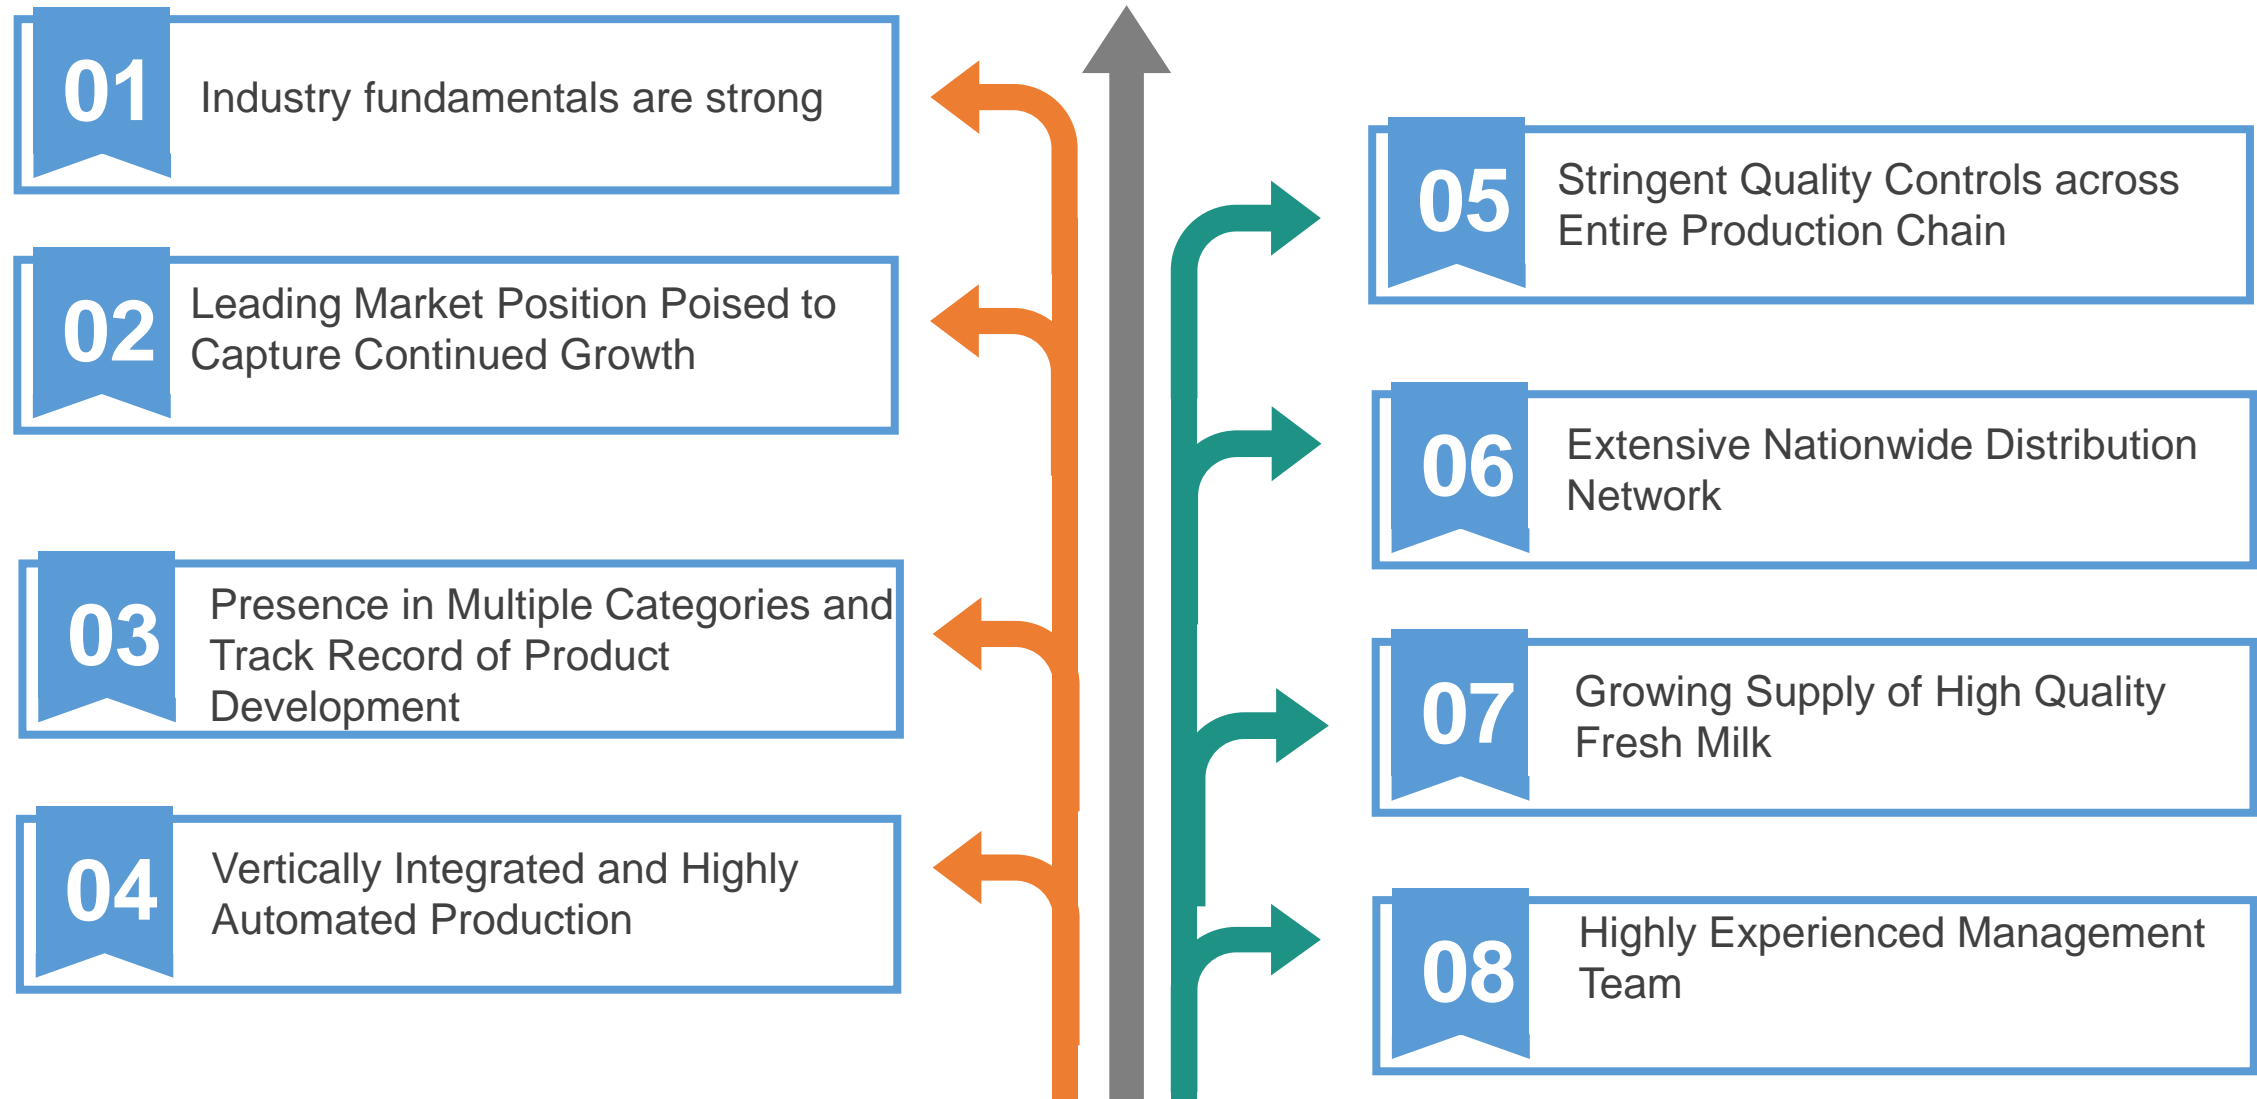 01
Industry fundamentals are strong
02
Leading Market Position Poised to
Capture Continued Growth
03
Presence in Multiple Categories and
Track Record of Product
Development
04
Vertically Integrated and Highly
Automated Production
05
Stringent Quality Controls across
Entire Production Chain
06
Extensive Nationwide Distribution
Network
07
Growing Supply of High Quality
Fresh Milk
08
Highly Experienced Management
Team